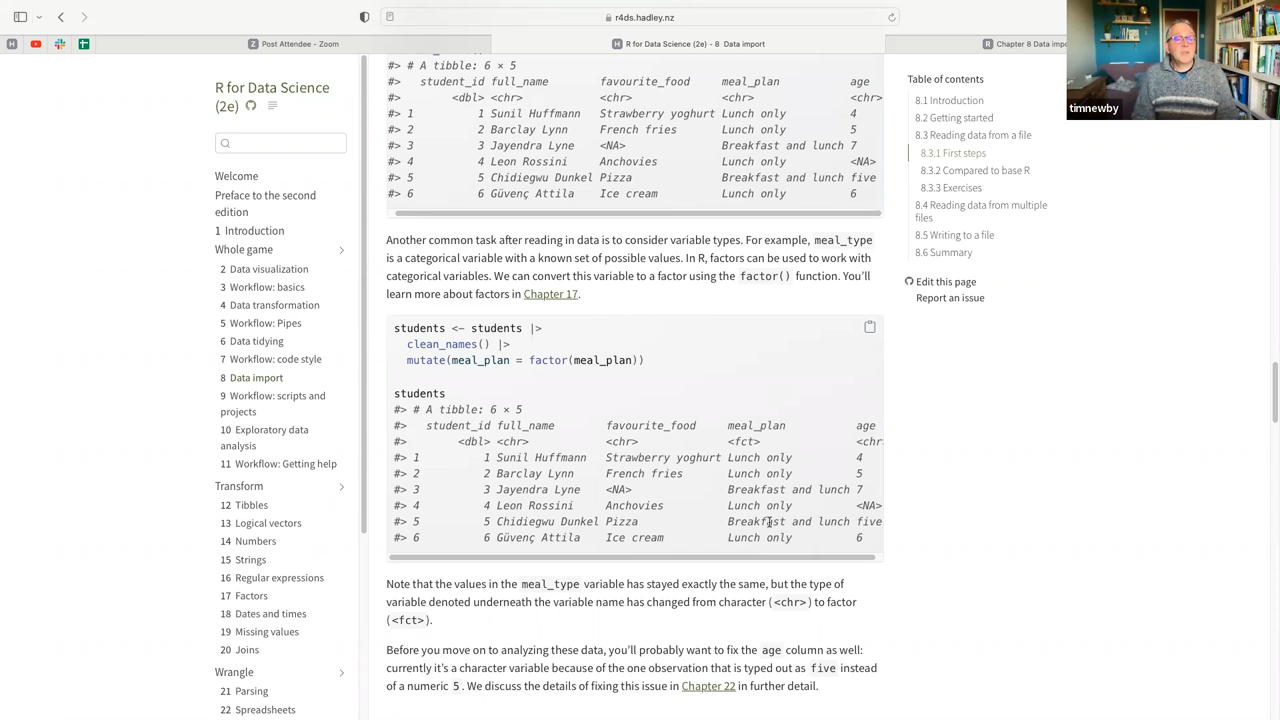 r4ds.hadley.nz
Post Attendee - Zoom
R for Data Science (2e) - 8 Data import
Chapter 8 Data impo
timnewby
R for Data Science
(2e)
Welcome
Preface to the second
edition
1 Introduction
Whole game
2 Data visualization
3 Workflow: basics
4 Data transformation
5 Workflow: Pipes
6 Data tidying
7 Workflow: code style
8 Data import
9 Workflow: scripts and
projects
10 Exploratory data
analysis
11 Workflow: Getting help
Transform
12 Tibbles
13 Logical vectors
14 Numbers
15 Strings
16 Regular expressions
17 Factors
18 Dates and times
19 Missing values
20 Joins
Wrangle
21 Parsing
22 Spreadsheets
#> # A tibble: 6 × 5
#> student_id full_name favourite_food meal_plan age
#> <dbl> <chr> <chr> <chr> <chr>
#> 1 1 Sunil Huffmann Strawberry yoghurt Lunch only 4
#> 2 2 Barclay Lynn French fries Lunch only 5
#> 3 3 Jayendra Lyne <NA> Breakfast and lunch 7
#> 4 4 Leon Rossini Anchovies Lunch only <NA>
#> 5 5 Chidiegwu Dunkel Pizza Breakfast and lunch five
#> 6 6 Güvenç Attila Ice cream Lunch only 6
Another common task after reading in data is to consider variable types. For example, meal_type
is a categorical variable with a known set of possible values. In R, factors can be used to work with
categorical variables. We can convert this variable to a factor using the factor() function. You'll
learn more about factors in Chapter 17.
students <- students |>
clean_names() |>
mutate(meal_plan = factor(meal_plan))
students
#> # A tibble: 6 × 5
#> student_id full_name favourite_food meal_plan age
#> <dbl> <chr> <chr> <fct> <chr
#> 1 1 Sunil Huffmann Strawberry yoghurt Lunch only 4
#> 2 2 Barclay Lynn French fries Lunch only 5
#> 3 3 Jayendra Lyne <NA> Breakfast and lunch 7
#> 4 4 Leon Rossini Anchovies Lunch only <NA>
#> 5 5 Chidiegwu Dunkel Pizza Breakfast and lunch five
#> 6 6 Güvenç Attila Ice cream Lunch only 6
Note that the values in the meal_type variable has stayed exactly the same, but the type of
variable denoted underneath the variable name has changed from character (<chr>) to factor
(<fct>).
Before you move on to analyzing these data, you'll probably want to fix the age column as well:
currently it's a character variable because of the one observation that is typed out as five instead
of a numeric 5. We discuss the details of fixing this issue in Chapter 22 in further detail.
Table of contents
8.1 Introduction
8.2 Getting started
8.3 Reading data from a file
8.3.1 First steps
8.3.2 Compared to base R
8.3.3 Exercises
8.4 Reading data from multiple
files
8.5 Writing to a file
8.6 Summary
Edit this page
Report an issue